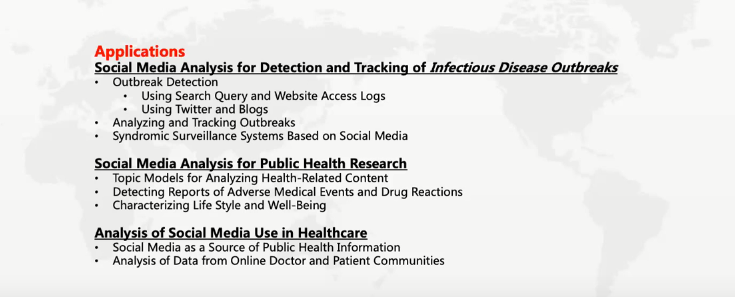 Applications
Social Media Analysis for Detection and Tracking of Infectious Disease Outbreaks
• Outbreak Detection
• Using Search Query and Website Access Logs
• Using Twitter and Blogs
• Analyzing and Tracking Outbreaks
• Syndromic Surveillance Systems Based on Social Media
Social Media Analysis for Public Health Research
• Topic Models for Analyzing Health-Related Content
• Detecting Reports of Adverse Medical Events and Drug Reactions
• Characterizing Life Style and Well-Being
Analysis of Social Media Use in Healthcare
• Social Media as a Source of Public Health Information
• Analysis of Data from Online Doctor and Patient Communities